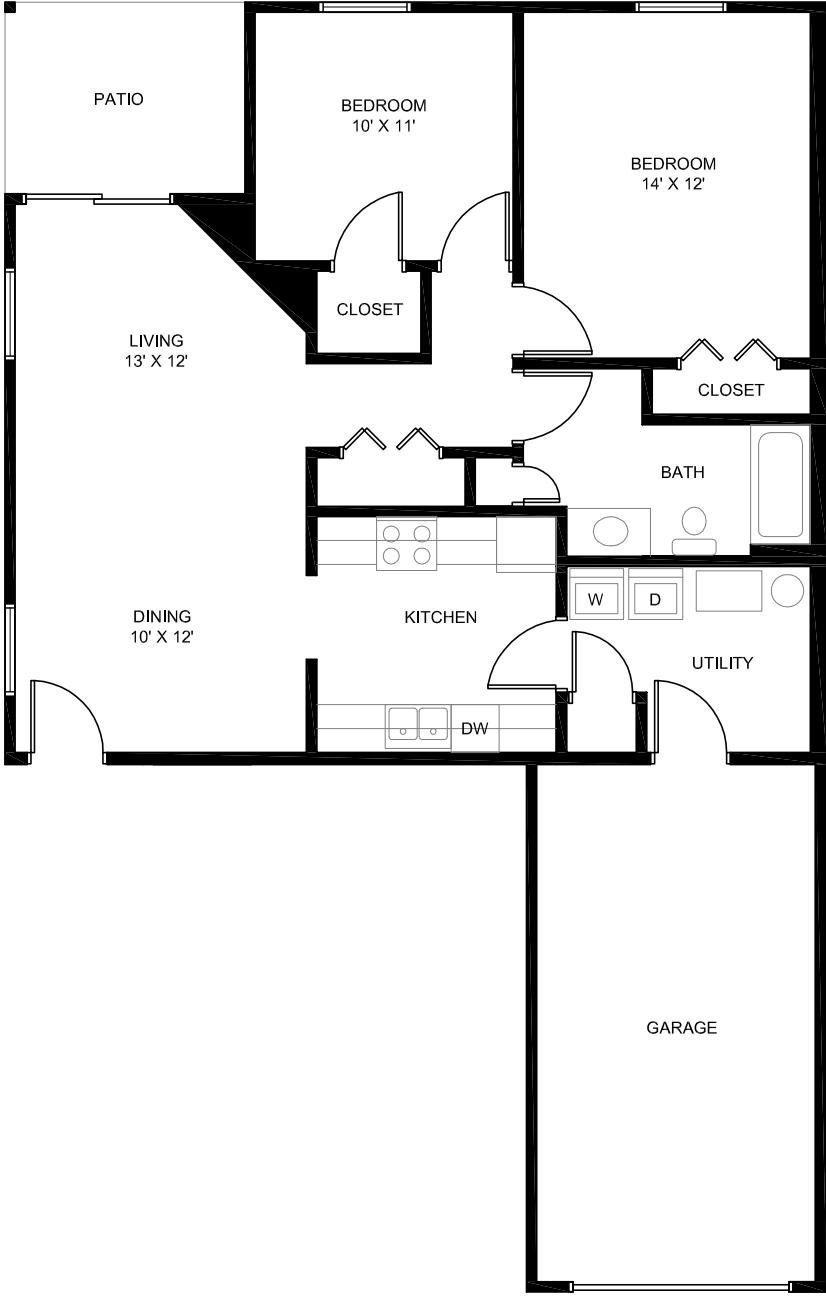 PATIO
BEDROOM
10' X 11'
BEDROOM
14' X 12'
CLOSET
LIVING
13' X 12'
CLOSET
BATH
DINING
10' X 12'
KITCHEN
W
D
UTILITY
DW
GARAGE